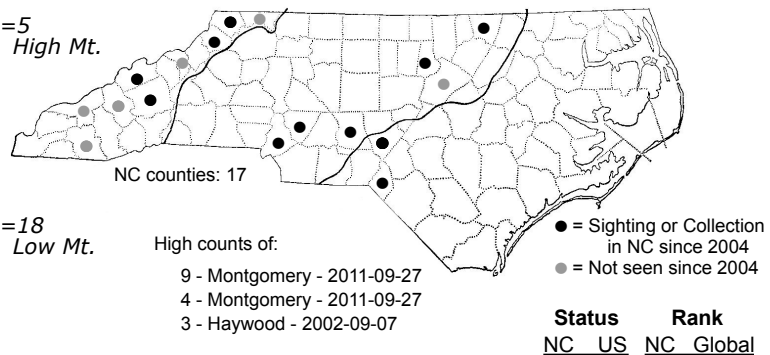 =5
High Mt.
NC counties: 17
=18
Low Mt.
High counts of:
9 - Montgomery - 2011-09-27
4 - Montgomery - 2011-09-27
3 - Haywood - 2002-09-07
= Sighting or Collection
in NC since 2004
= Not seen since 2004
Status Rank
NC US NC Global